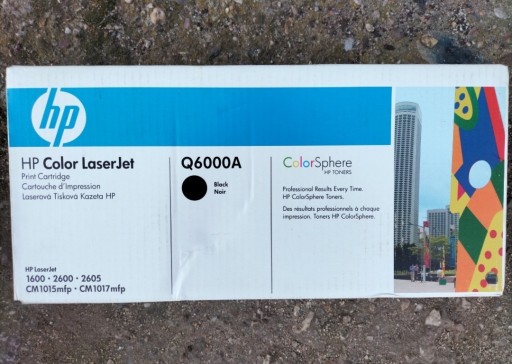 hp
HP Color LaserJet
Print Cartridge
Cartouche d'Impression
Laserová Tisková Kazeta HP
HP LaserJet
1600 • 2600 • 2605
CM1015mfp • CM1017mfp
Q6000A
Black
Noir
ColorSphere
HP TONERS
Professional Results Every Time.
HP ColorSphere Toners.
Des résultats professionnels à chaque
impression. Toners HP ColorSphere.